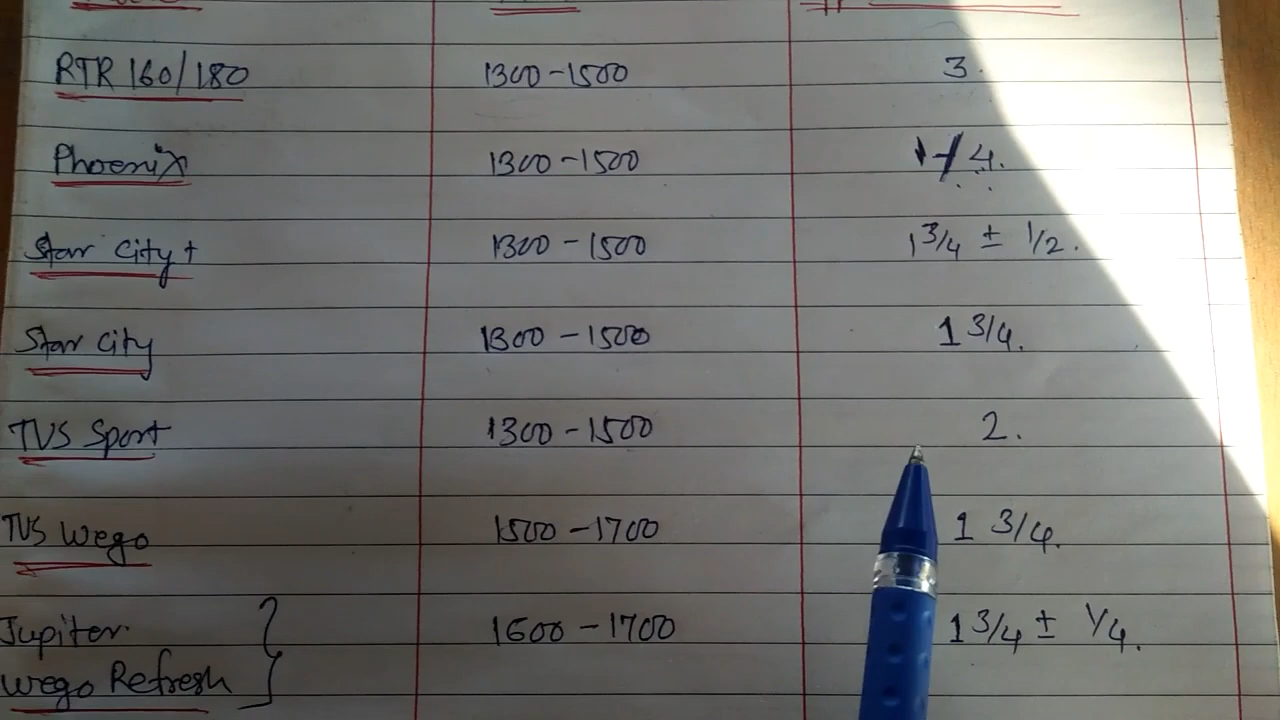 RTR 160/180 1300-1500 3.
Phoenix 1300-1500 4.
Star City+ 1300-1500 1 3/4 ± 1/2.
Star City 1300-1500 1 3/4.
TVS Sport 1300-1500 2.
TVS Wego 1500-1700 1 3/4.
Jupiter. 1600-1700 1 3/4 ± 1/4.
Wego Refresh